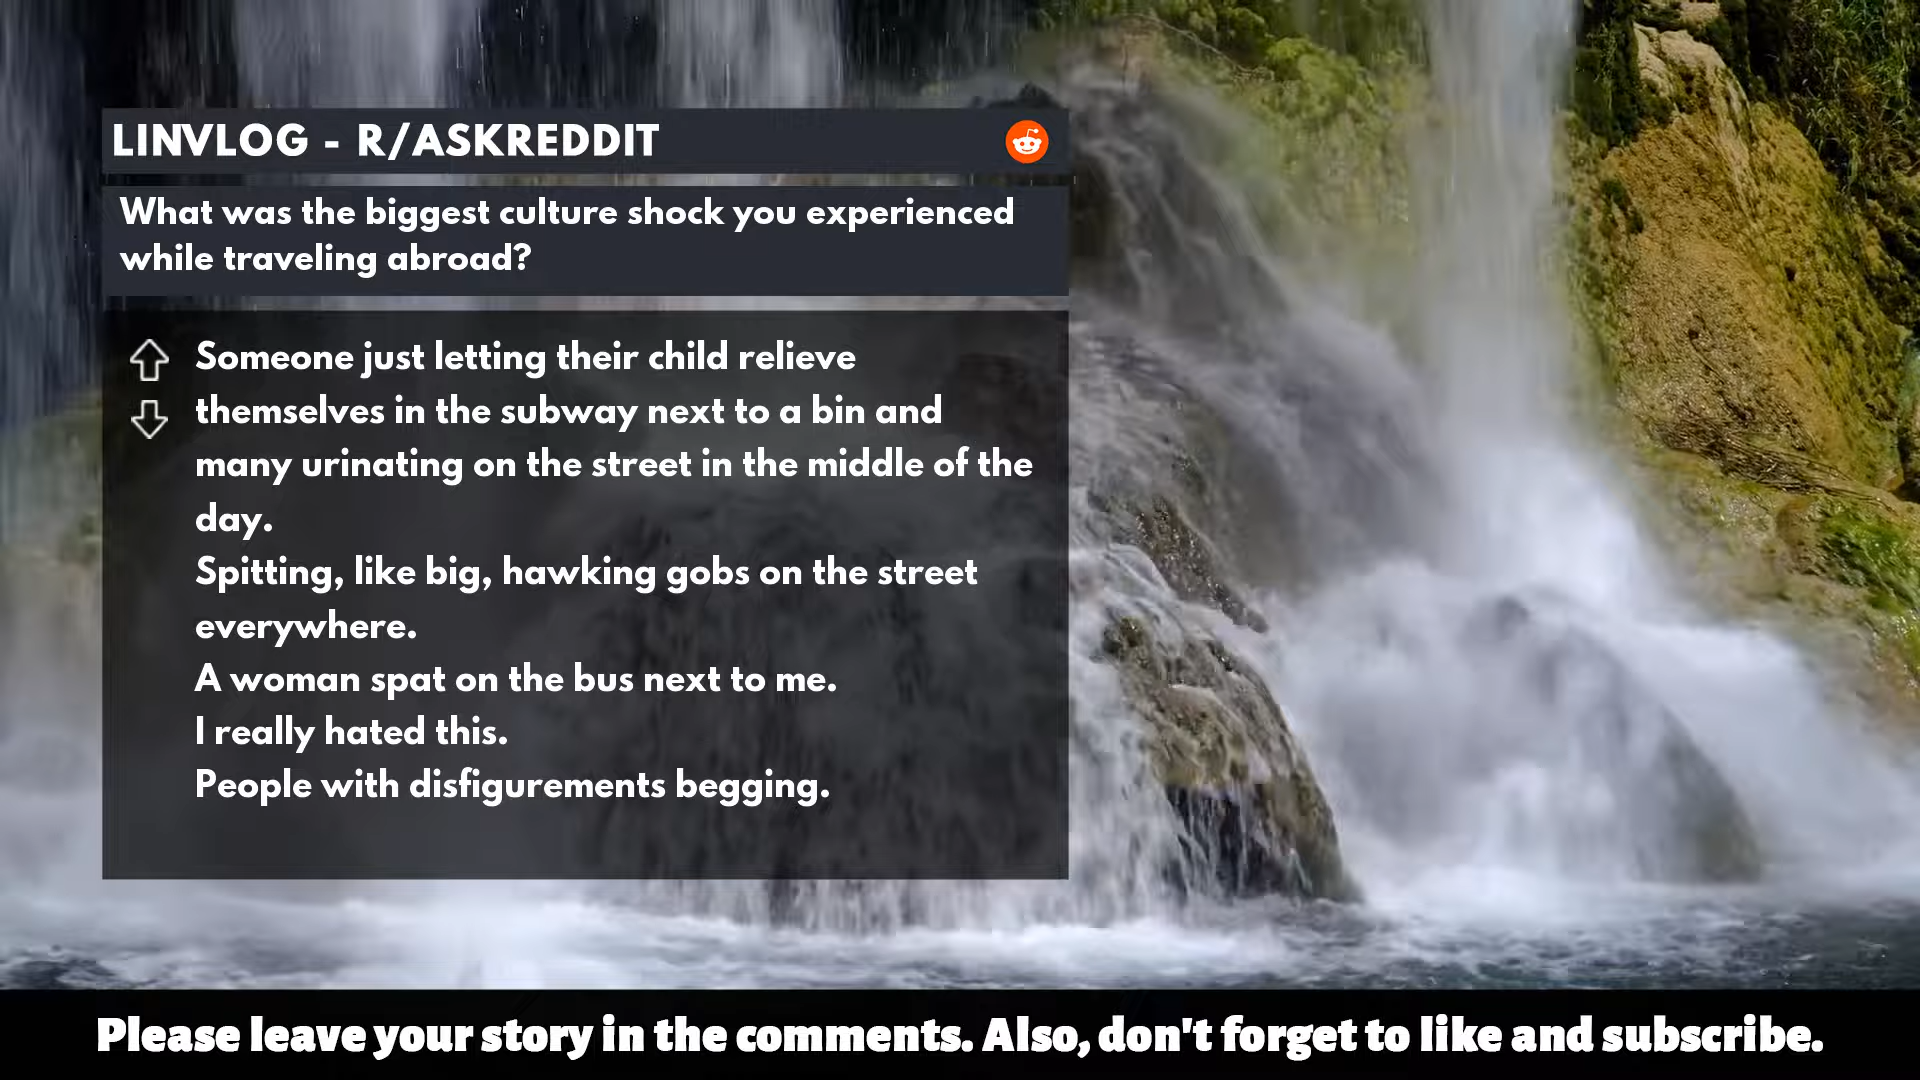 LINVLOG - R/ASKREDDIT
What was the biggest culture shock you experienced
while traveling abroad?
Someone just letting their child relieve
themselves in the subway next to a bin and
many urinating on the street in the middle of the
day.
Spitting, like big, hawking gobs on the street
everywhere.
A woman spat on the bus next to me.
I really hated this.
People with disfigurements begging.
Please leave your story in the comments. Also, don't forget to like and subscribe.